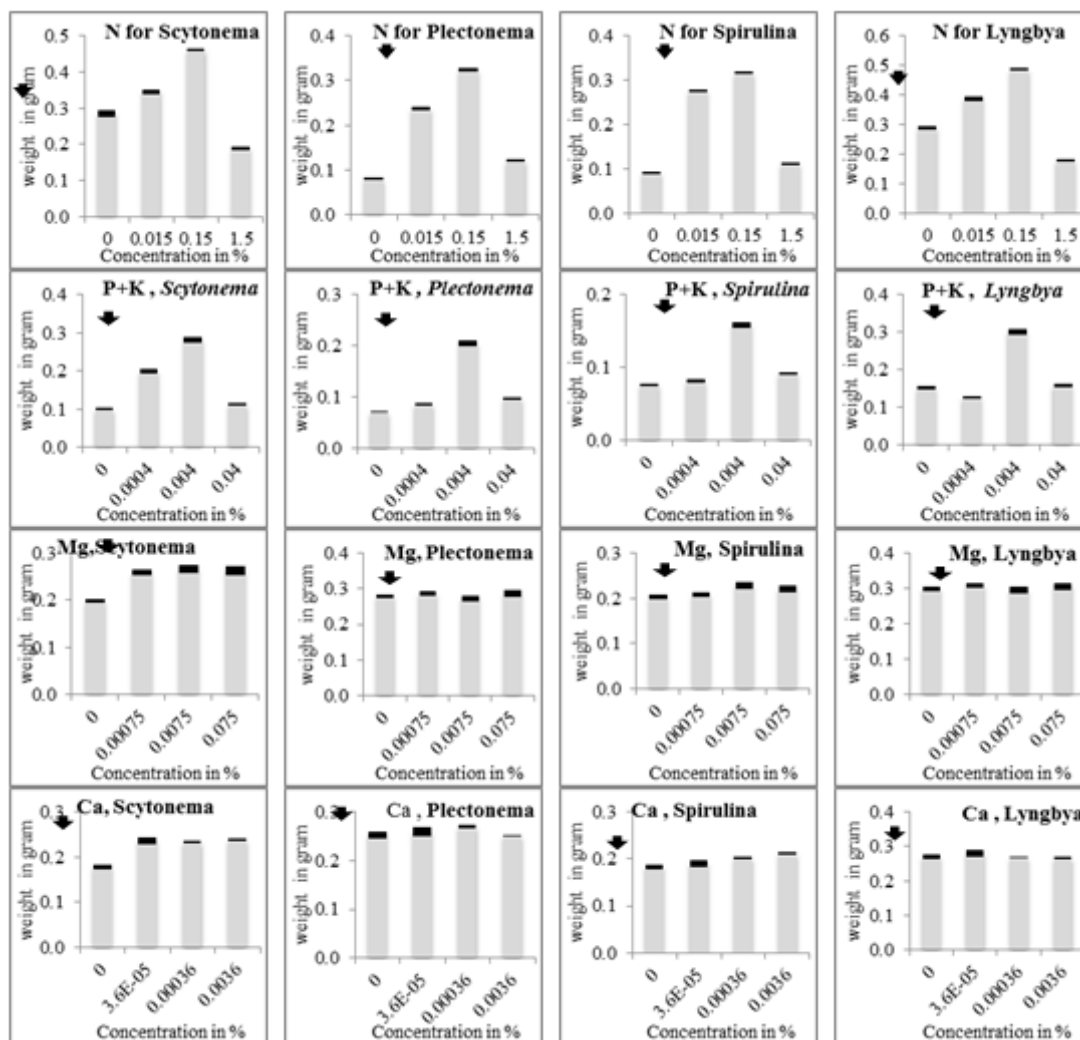 N for Scytonema
weight in gram
0.5
0.4
0.3
0.2
0.1
0.0
0 0.015 0.15 1.5
Concentration in %
N for Plectonema
weight in gram
0.4
0.3
0.2
0.1
0.0
0 0.015 0.15 1.5
Concentration in %
N for Spirulina
weight in gram
0.4
0.3
0.2
0.1
0.0
0 0.015 0.15 1.5
Concentration in %
N for Lyngbya
weight in gram
0.6
0.5
0.4
0.3
0.2
0.1
0.0
0 0.015 0.15 1.5
Concentration in %
P+K , Scytonema
weight in gram
0.4
0.3
0.2
0.1
0.0
0 0.0004 0.004 0.04
Concentration in %
P+K , Plectonema
weight in gram
0.3
0.2
0.1
0.0
0 0.0004 0.004 0.04
Concentration in %
P+K , Spirulina
weight in gram
0.2
0.1
0.0
0 0.0004 0.004 0.04
Concentration in %
P+K , Lyngbya
weight in gram
0.4
0.3
0.2
0.1
0.0
0 0.0004 0.004 0.04
Concentration in %
Mg,Scytonema
weight in gram
0.3
0.2
0.1
0.0
0 0.00075 0.0075 0.075
Concentration in %
Mg, Plectonema
weight in gram
0.4
0.3
0.2
0.1
0.0
0 0.00075 0.0075 0.075
Concentration in %
Mg, Spirulina
weight in gram
0.3
0.2
0.1
0.0
0 0.00075 0.0075 0.075
Concentration in %
Mg, Lyngbya
weight in gram
0.4
0.3
0.2
0.1
0.0
0 0.00075 0.0075 0.075
Concentration in %
Ca, Scytonema
weight in gram
0.3
0.2
0.1
0.0
0 3.6E-05 0.00036 0.0036
Concentration in %
Ca , Plectonema
weight in gram
0.3
0.2
0.1
0.0
0 3.6E-05 0.00036 0.0036
Concentration in %
Ca , Spirulina
weight in gram
0.3
0.2
0.1
0.0
0 3.6E-05 0.00036 0.0036
Concentration in %
Ca , Lyngbya
weight in gram
0.4
0.3
0.2
0.1
0.0
0 3.6E-05 0.00036 0.0036
Concentration in %